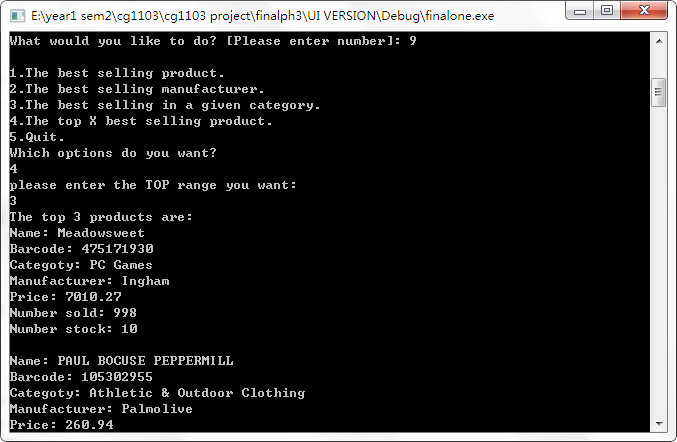 E:\year1 sem2\cg1103\cg1103 project\finalph3\UI VERSION\Debug\finalone.exe
What would you like to do? [Please enter number]: 9
1.The best selling product.
2.The best selling manufacturer.
3.The best selling in a given category.
4.The top X best selling product.
5.Quit.
Which options do you want?
4
please enter the TOP range you want:
3
The top 3 products are:
Name: Meadowsweet
Barcode: 475171930
Categoty: PC Games
Manufacturer: Ingham
Price: 7010.27
Number sold: 998
Number stock: 10
Name: PAUL BOCUSE PEPPERMILL
Barcode: 105302955
Categoty: Athletic & Outdoor Clothing
Manufacturer: Palmolive
Price: 260.94